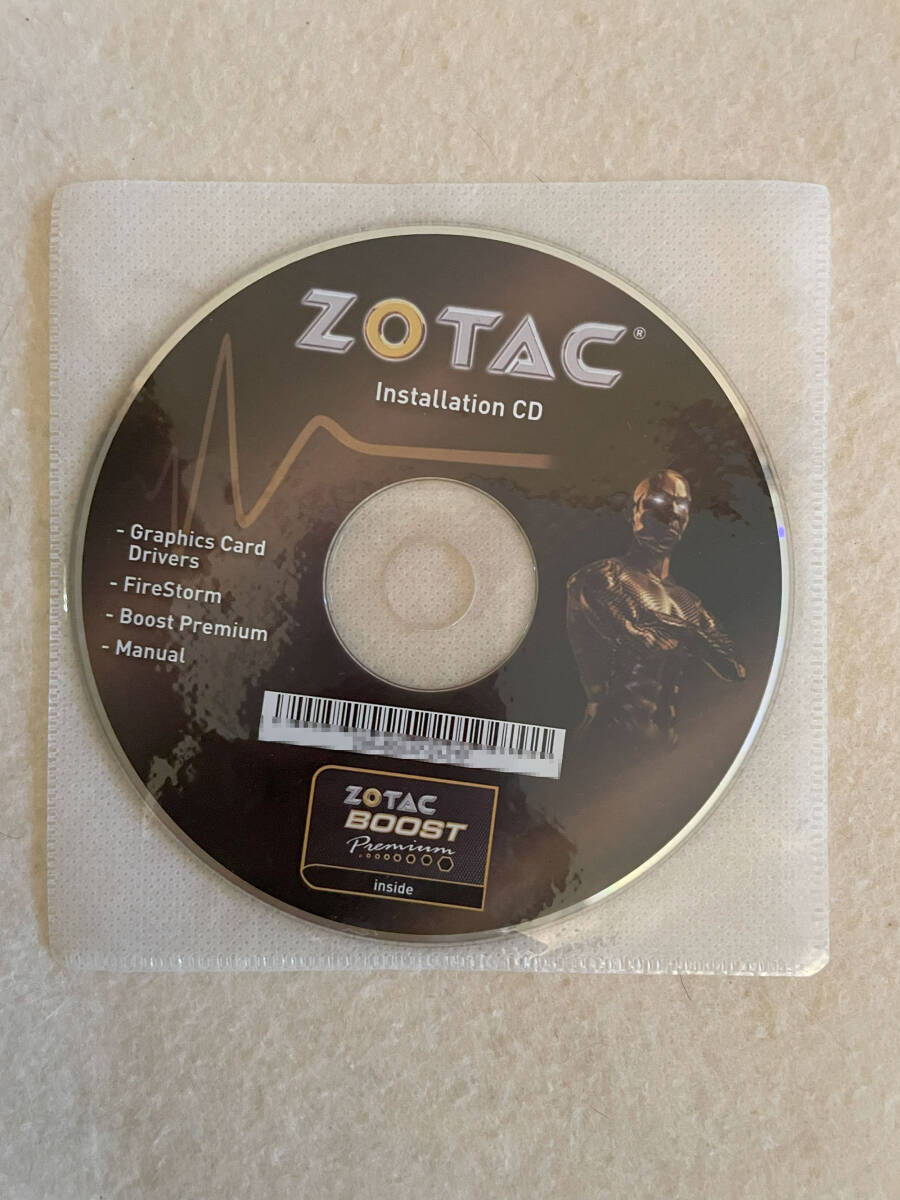 ZOTAC®
Installation CD
- Graphics Card
Drivers
- FireStorm
- Boost Premium
- Manual
ZOTAC
BOOST
Premium
inside